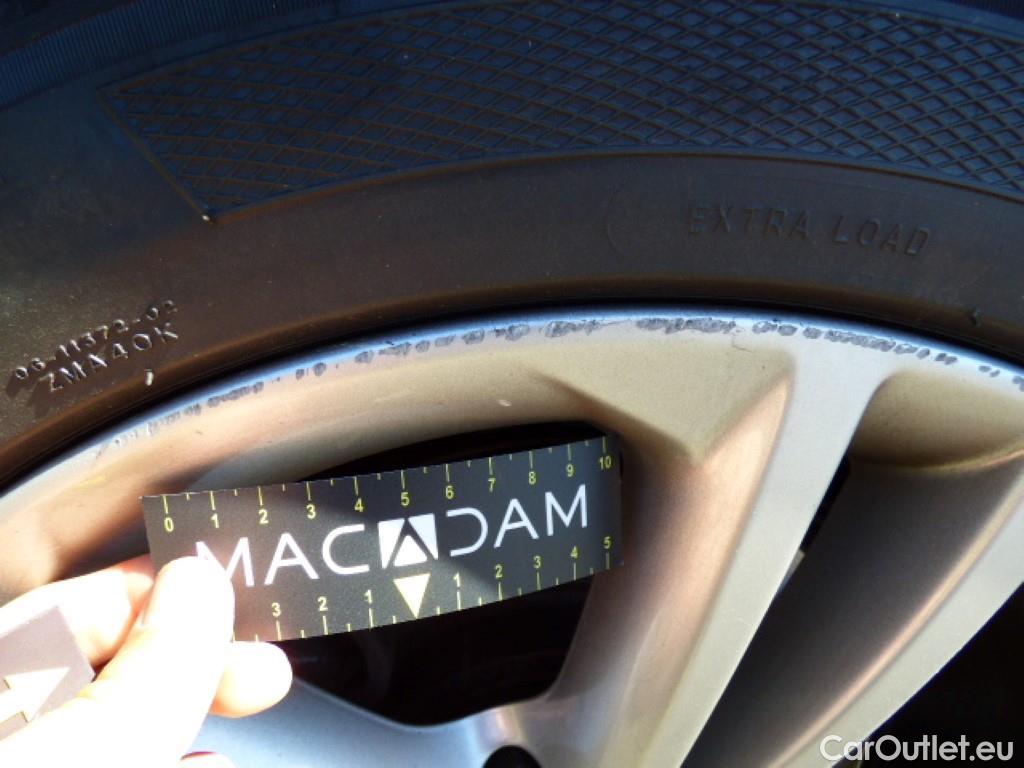 EXTRA LOAD
06-11372-02
ZMA40K
0 1 2 3 4 5 6 7 8 9 10
MACADAM
3 2 1 1 2 3 4 5
CarOutlet.eu